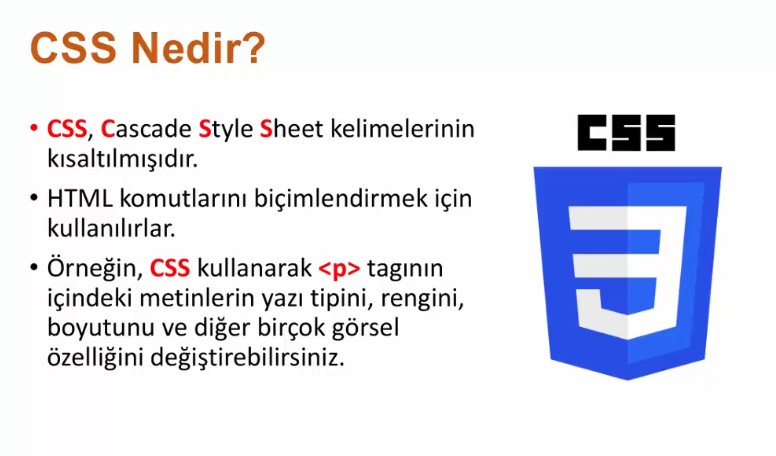 CSS Nedir?
• CSS, Cascade Style Sheet kelimelerinin
kısaltılmışıdır.
• HTML komutlarını biçimlendirmek için
kullanılırlar.
• Örneğin, CSS kullanarak <p> tagının
içindeki metinlerin yazı tipini, rengini,
boyutunu ve diğer birçok görsel
özelliğini değiştirebilirsiniz.
CSS
3